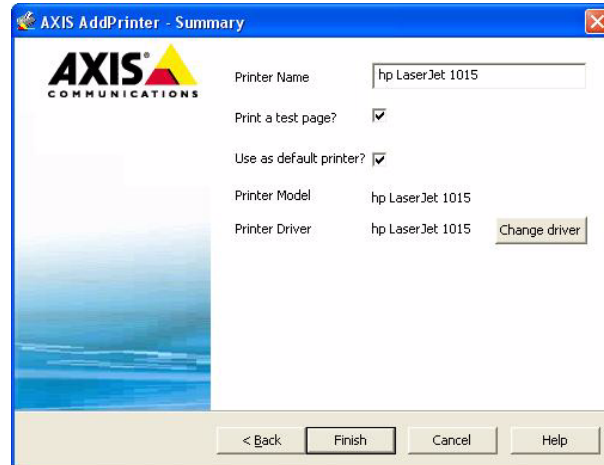 AXIS AddPrinter - Summary
AXIS
COMMUNICATIONS
Printer Name hp LaserJet 1015
Print a test page?
Use as default printer?
Printer Model hp LaserJet 1015
Printer Driver hp LaserJet 1015 Change driver
< Back Finish Cancel Help